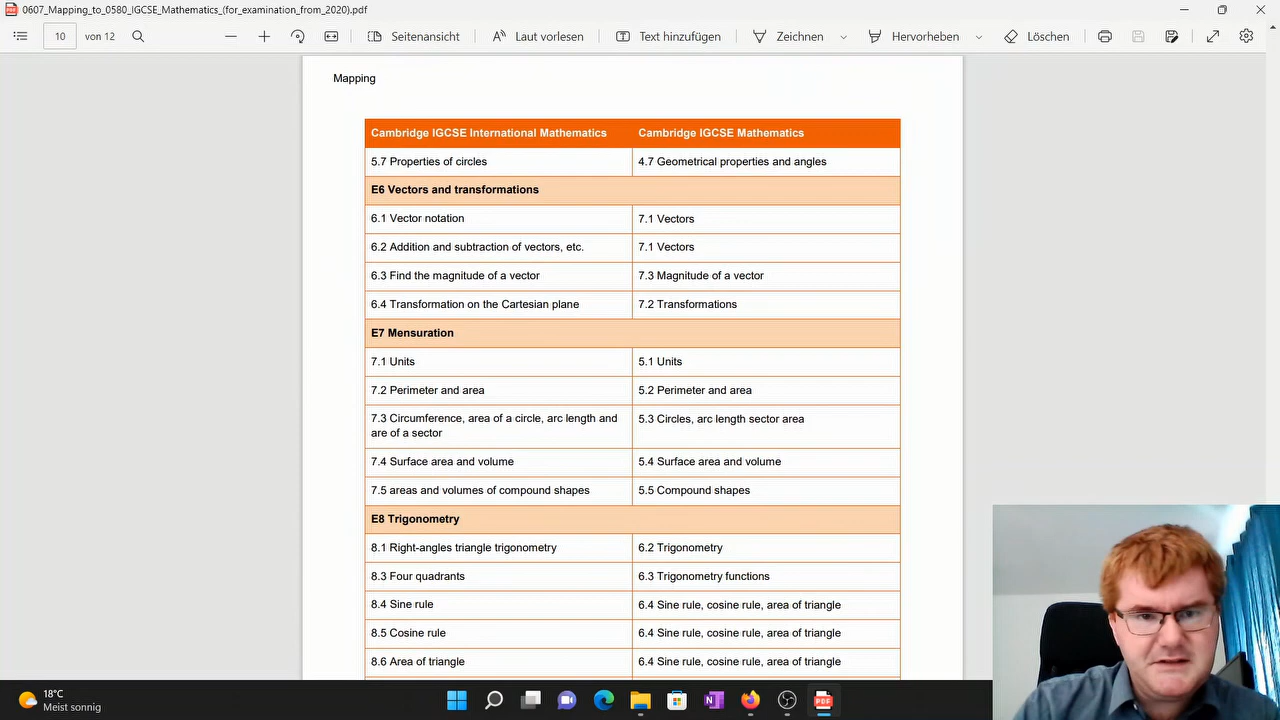 0607_Mapping_to_0580_IGCSE_Mathematics_(for_examination_from_2020).pdf
10 von 12 Seitenansicht Laut vorlesen Text hinzufügen Zeichnen Hervorheben Löschen
Mapping
Cambridge IGCSE International Mathematics Cambridge IGCSE Mathematics
5.7 Properties of circles 4.7 Geometrical properties and angles
E6 Vectors and transformations
6.1 Vector notation 7.1 Vectors
6.2 Addition and subtraction of vectors, etc. 7.1 Vectors
6.3 Find the magnitude of a vector 7.3 Magnitude of a vector
6.4 Transformation on the Cartesian plane 7.2 Transformations
E7 Mensuration
7.1 Units 5.1 Units
7.2 Perimeter and area 5.2 Perimeter and area
7.3 Circumference, area of a circle, arc length and 5.3 Circles, arc length sector area
are of a sector
7.4 Surface area and volume 5.4 Surface area and volume
7.5 areas and volumes of compound shapes 5.5 Compound shapes
E8 Trigonometry
8.1 Right-angles triangle trigonometry 6.2 Trigonometry
8.3 Four quadrants 6.3 Trigonometry functions
8.4 Sine rule 6.4 Sine rule, cosine rule, area of triangle
8.5 Cosine rule 6.4 Sine rule, cosine rule, area of triangle
8.6 Area of triangle 6.4 Sine rule, cosine rule, area of triangle
18°C
Meist sonnig